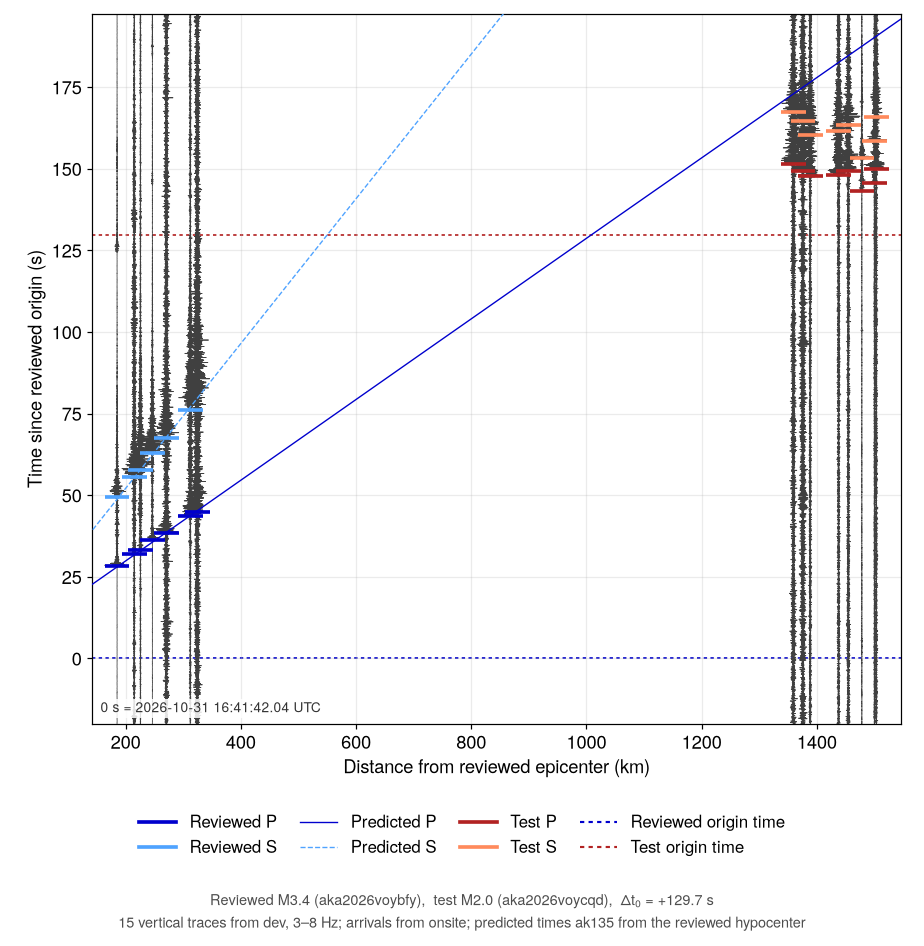 Time since reviewed origin (s)
175
150
125
100
75
50
25
0
0 s = 2026-10-31 16:41:42.04 UTC
200
400
600
800
1000
1200
1400
Distance from reviewed epicenter (km)
Reviewed P
Predicted P
Test P
Reviewed origin time
Reviewed S
Predicted S
Test S
Test origin time
Reviewed M3.4 (aka2026voybfy),  test M2.0 (aka2026voycqd),  Δt₀ = +129.7 s
15 vertical traces from dev, 3–8 Hz; arrivals from onsite; predicted times ak135 from the reviewed hypocenter